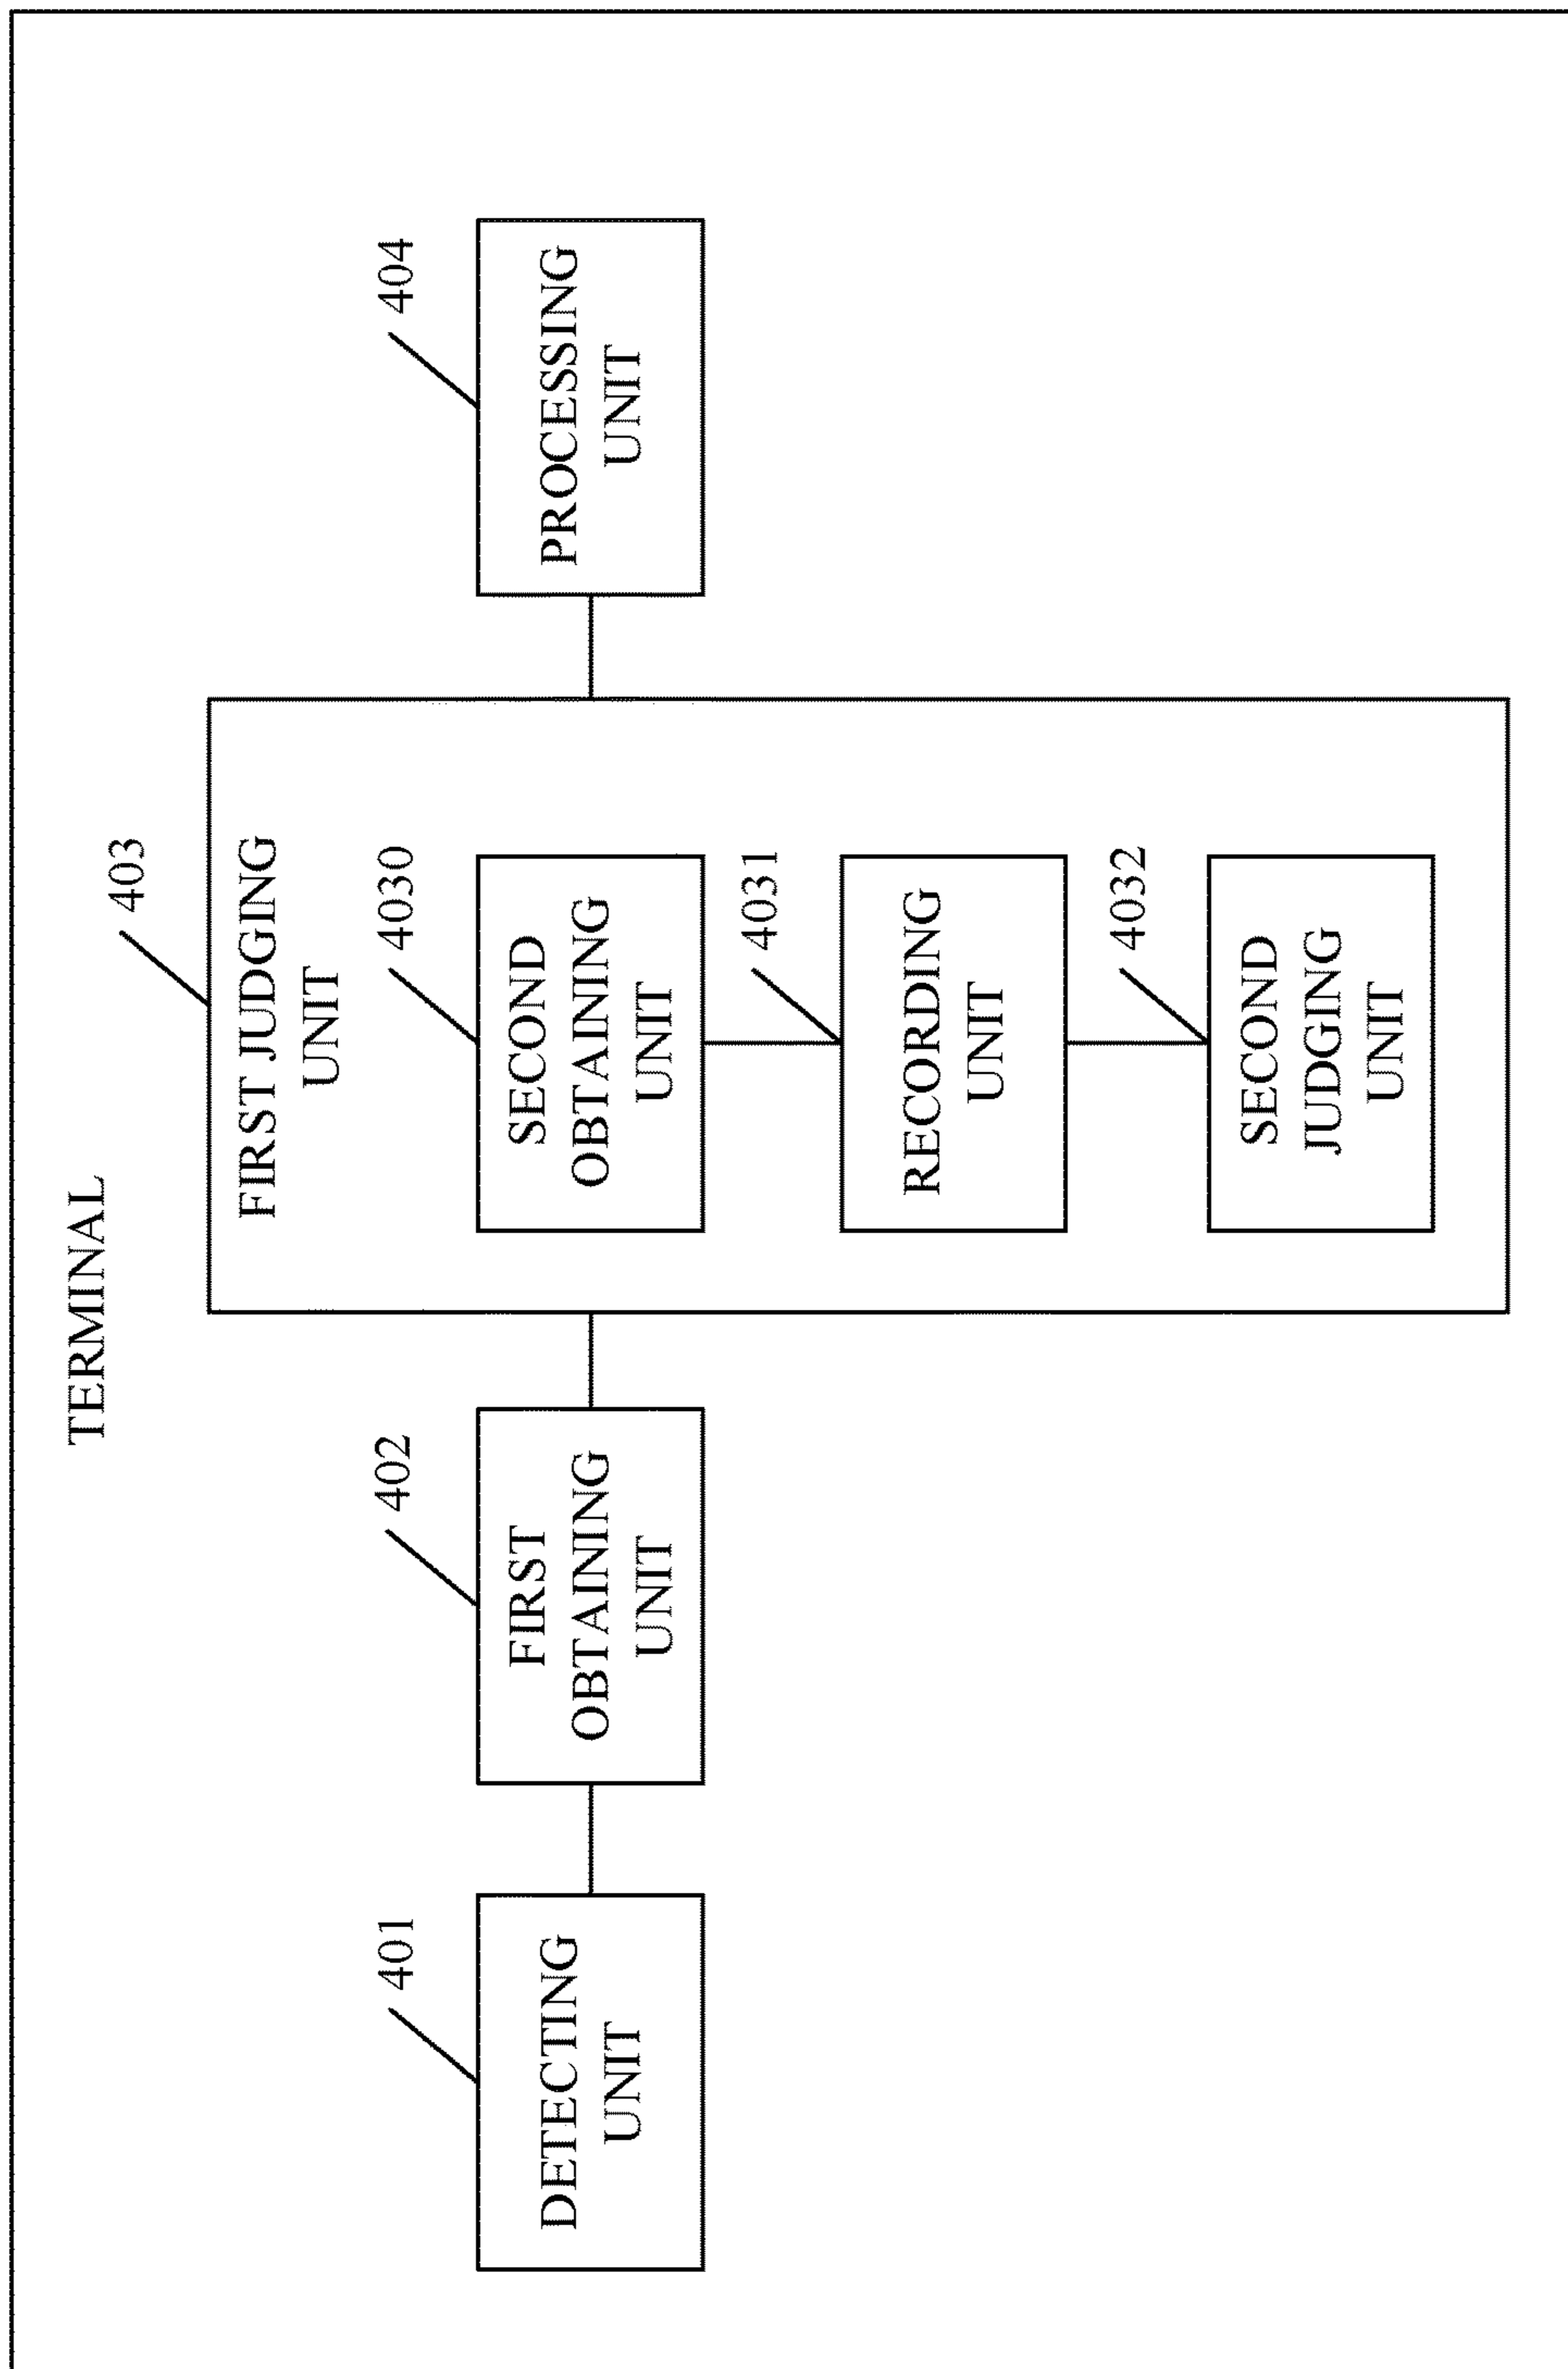 TERMINAL
403
FIRST JUDGING
UNIT
401
DETECTING
UNIT
402
FIRST
OBTAINING
UNIT
4030
SECOND
OBTAINING
UNIT
4031
RECORDING
UNIT
4032
SECOND
JUDGING
UNIT
404
PROCESSING
UNIT